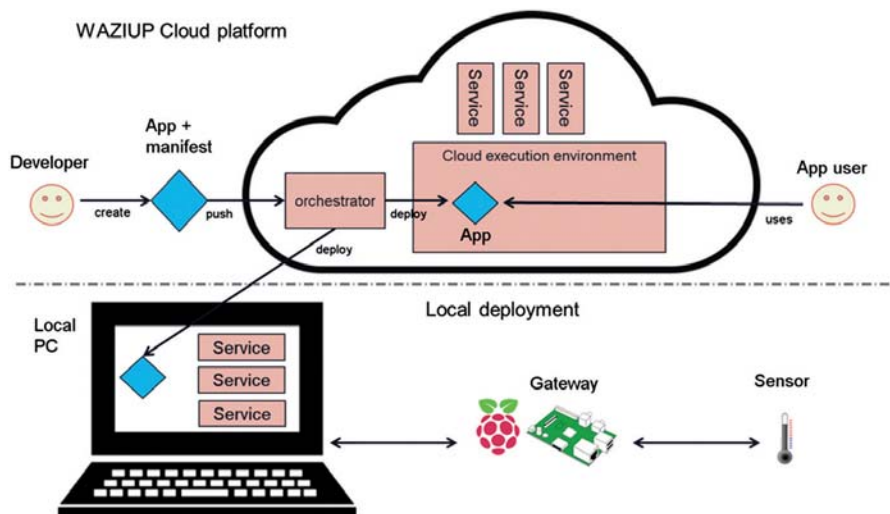 WAZIUP Cloud platform
App +
manifest
Developer
create
push
orchestrator
deploy
deploy
Service
Service
Service
Cloud execution environment
App
App user
uses
Local deployment
Local
PC
Service
Service
Service
Gateway
Sensor